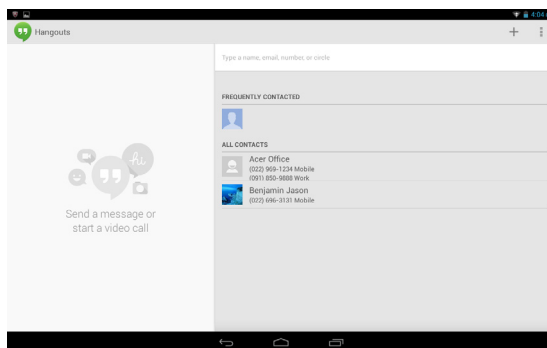 4:04
Hangouts
Type a name, email, number, or circle
FREQUENTLY CONTACTED
ALL CONTACTS
Acer Office
(022) 969-1234 Mobile
(091) 850-9888 Work
Benjamin Jason
(022) 696-3131 Mobile
hi
Send a message or
start a video call